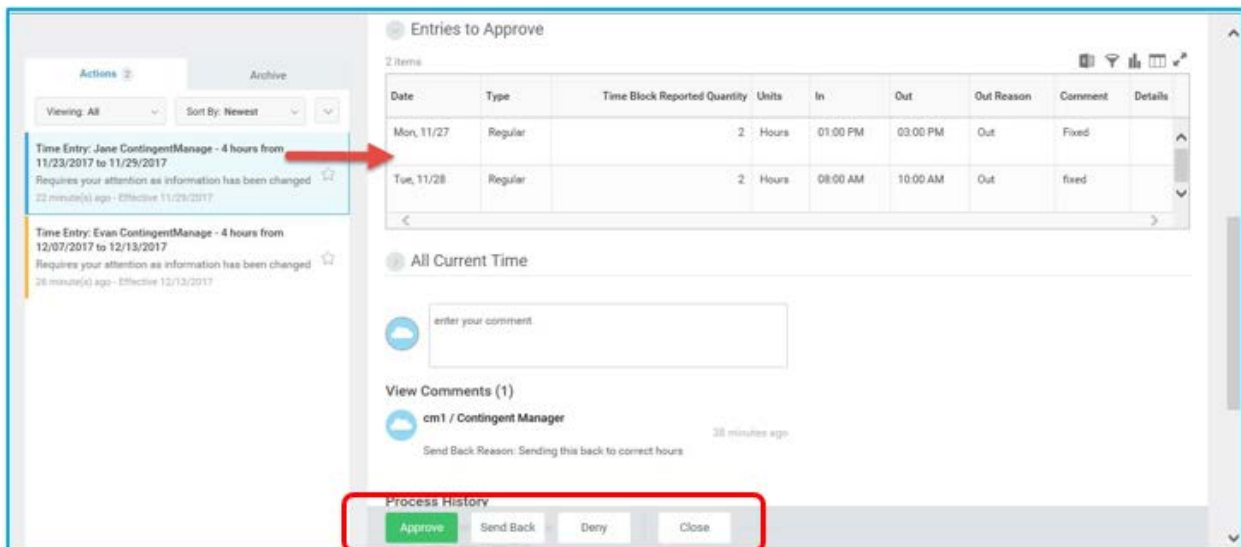 Actions 2
Archive
Viewing: All
Sort By: Newest
Time Entry: Jane ContingentManage - 4 hours from
11/23/2017 to 11/29/2017
Requires your attention as information has been changed
22 minute(s) ago - Effective 11/29/2017
Time Entry: Evan ContingentManage - 4 hours from
12/07/2017 to 12/13/2017
Requires your attention as information has been changed
28 minute(s) ago - Effective 12/13/2017
Entries to Approve
2 items
Date Type Time Block Reported Quantity Units In Out Out Reason Comment Details
Mon, 11/27 Regular 2 Hours 01:00 PM 03:00 PM Out Fixed
Tue, 11/28 Regular 2 Hours 08:00 AM 10:00 AM Out fixed
All Current Time
enter your comment
View Comments (1)
cm1 / Contingent Manager
38 minutes ago
Send Back Reason: Sending this back to correct hours
Process History
Approve Send Back Deny Close